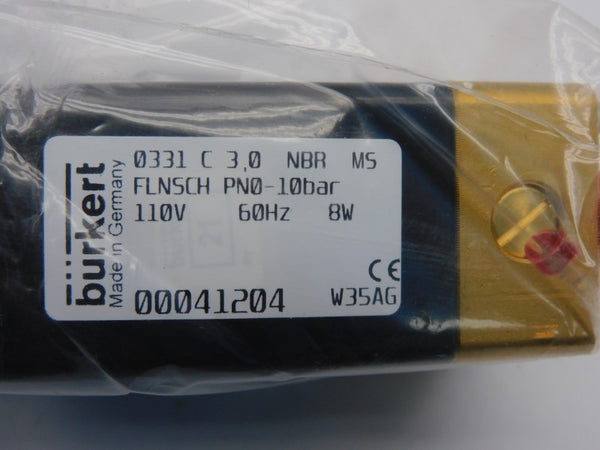 bürkert
Made in Germany
0331 C 3,0 NBR MS
FLNSCH PN0-10bar
110V 60Hz 8W
CE
00041204 W35AG